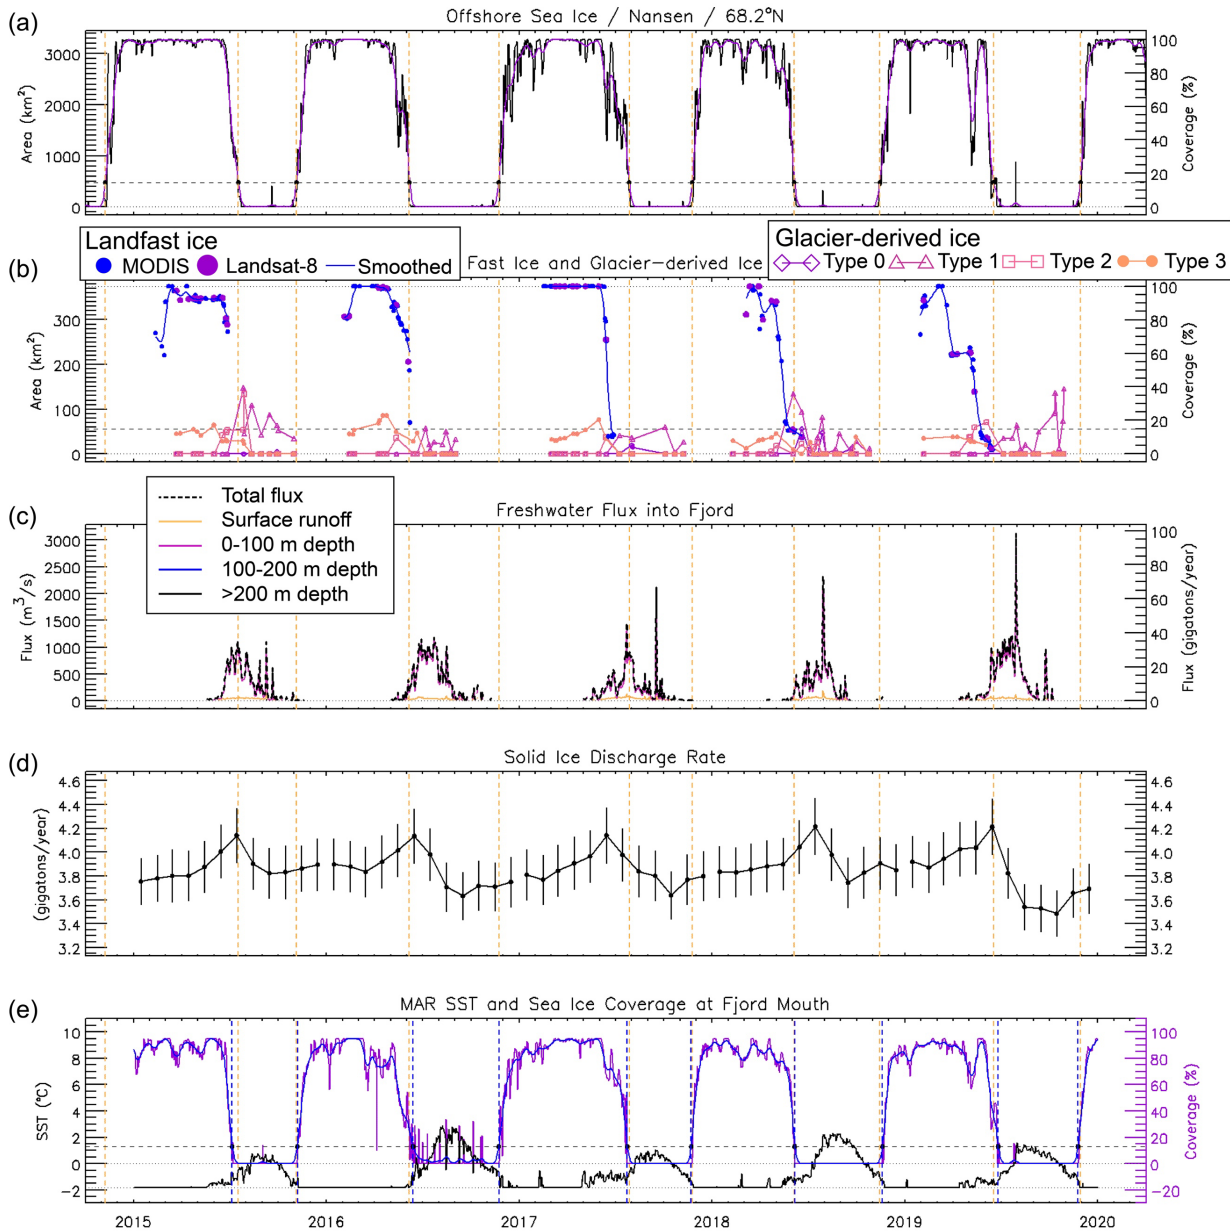 (a)
Offshore Sea Ice / Nansen / 68.2°N
3000
2000
1000
0
Area (km²)
100
80
60
40
20
0
Coverage (%)
Landfast ice
MODIS
Landsat-8
Smoothed
Glacier-derived ice
Type 0
Type 1
Type 2
Type 3
(b)
Fast Ice and Glacier-derived Ice
300
200
100
0
Area (km²)
100
80
60
40
20
0
Coverage (%)
Total flux
Surface runoff
0-100 m depth
100-200 m depth
>200 m depth
(c)
Freshwater Flux into Fjord
3000
2500
2000
1500
1000
500
0
Flux (m³/s)
100
80
60
40
20
0
Flux (gigatons/year)
(d)
Solid Ice Discharge Rate
4.6
4.4
4.2
4.0
3.8
3.6
3.4
3.2
(gigatons/year)
4.6
4.4
4.2
4.0
3.8
3.6
3.4
3.2
(e)
MAR SST and Sea Ice Coverage at Fjord Mouth
10
8
6
4
2
0
−2
SST (°C)
100
80
60
40
20
0
−20
Coverage (%)
2015 2016 2017 2018 2019 2020